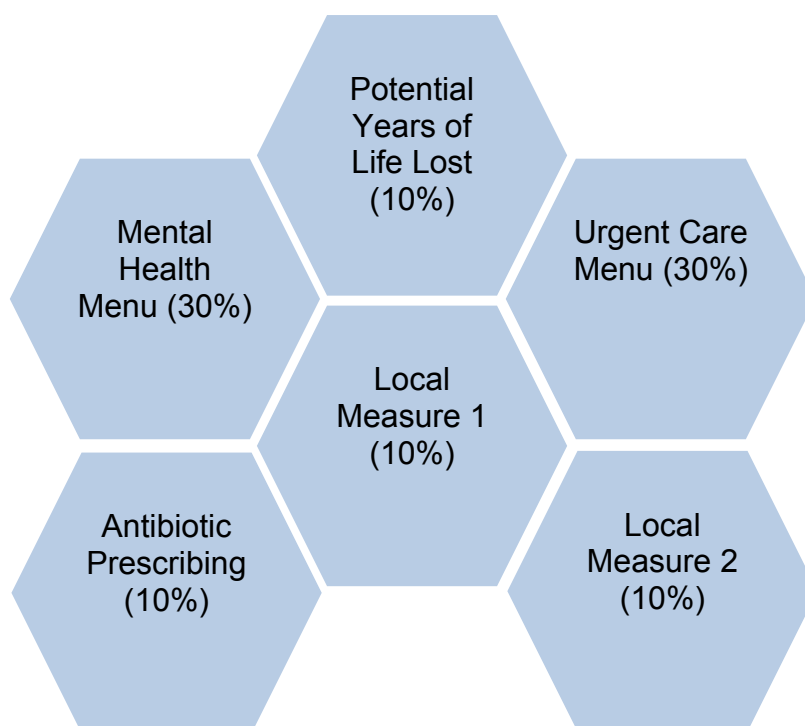 Potential
Years of
Life Lost
(10%)
Mental
Health
Menu (30%)
Urgent Care
Menu (30%)
Local
Measure 1
(10%)
Antibiotic
Prescribing
(10%)
Local
Measure 2
(10%)